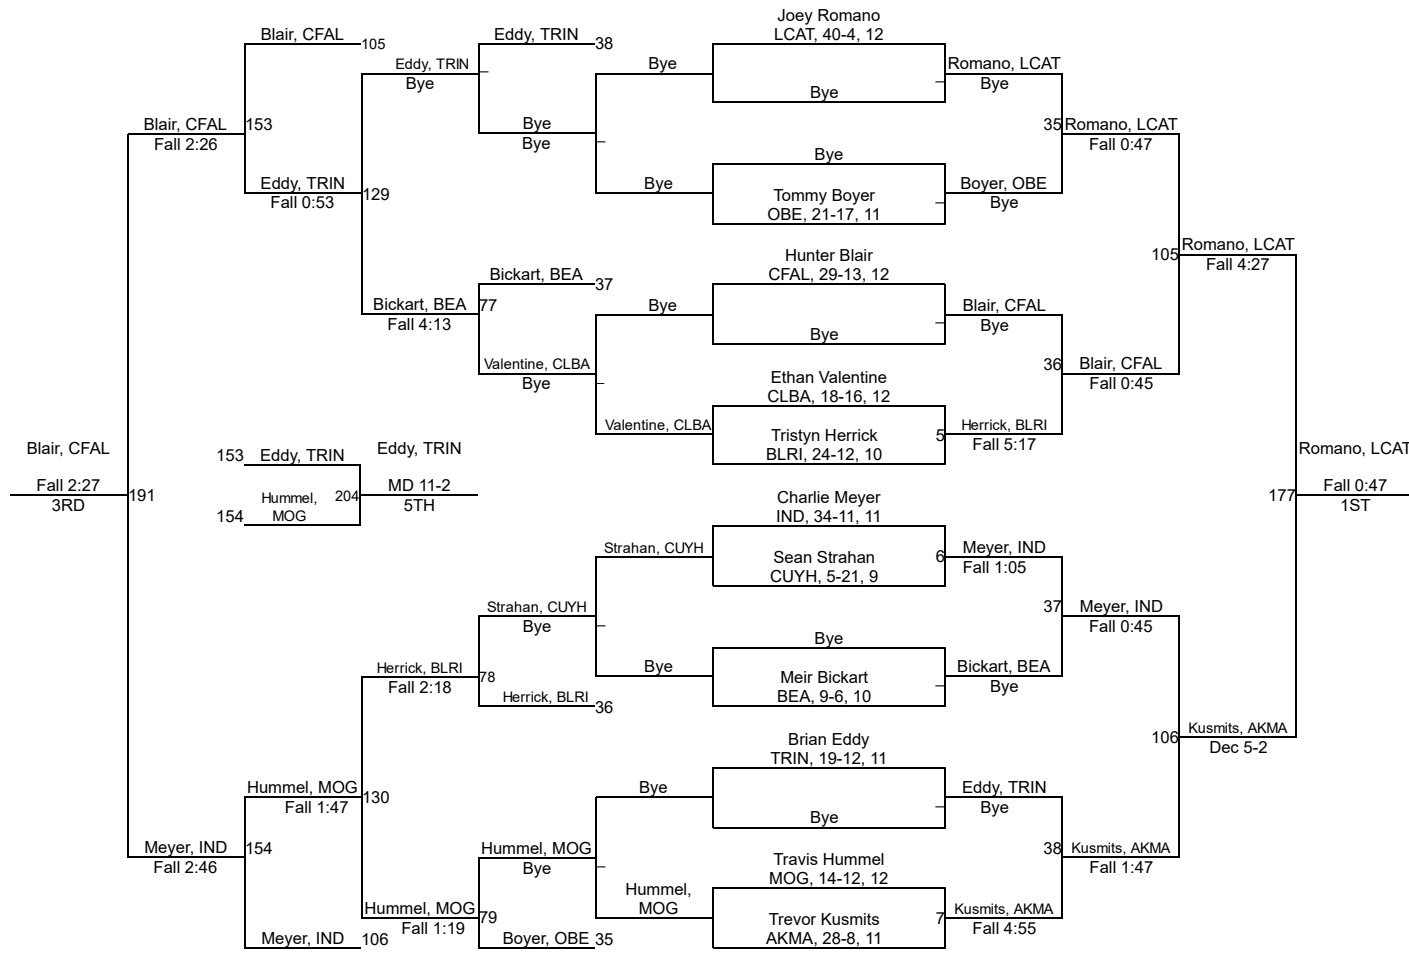 Joey Romano
LCAT, 40-4, 12
Blair, CFAL
105
Eddy, TRIN
38
Eddy, TRIN
Bye
Bye
Bye
Romano, LCAT
Bye
Blair, CFAL
Fall 2:26
153
Bye
Bye
35
Romano, LCAT
Fall 0:47
Bye
Eddy, TRIN
Fall 0:53
129
Bye
Tommy Boyer
OBE, 21-17, 11
Boyer, OBE
Bye
Hunter Blair
CFAL, 29-13, 12
105
Romano, LCAT
Fall 4:27
Bickart, BEA
37
Bickart, BEA
Fall 4:13
77
Bye
Bye
Blair, CFAL
Bye
Valentine, CLBA
Bye
36
Blair, CFAL
Fall 0:45
Ethan Valentine
CLBA, 18-16, 12
Valentine, CLBA
Tristyn Herrick
BLRI, 24-12, 10
5
Herrick, BLRI
Fall 5:17
Blair, CFAL
Fall 2:27
3RD
191
153
Eddy, TRIN
154
Hummel,
MOG
204
Eddy, TRIN
MD 11-2
5TH
Romano, LCAT
177
Fall 0:47
1ST
Charlie Meyer
IND, 34-11, 11
Strahan, CUYH
Sean Strahan
CUYH, 5-21, 9
6
Meyer, IND
Fall 1:05
Strahan, CUYH
Bye
37
Meyer, IND
Fall 0:45
Bye
Herrick, BLRI
Fall 2:18
78
Herrick, BLRI
36
Bye
Meir Bickart
BEA, 9-6, 10
Bickart, BEA
Bye
Brian Eddy
TRIN, 19-12, 11
106
Kusmits, AKMA
Dec 5-2
Hummel, MOG
Fall 1:47
130
Bye
Bye
Eddy, TRIN
Bye
Meyer, IND
Fall 2:46
154
Hummel, MOG
Bye
38
Kusmits, AKMA
Fall 1:47
Travis Hummel
MOG, 14-12, 12
Hummel,
MOG
Hummel, MOG
Fall 1:19
79
Trevor Kusmits
AKMA, 28-8, 11
7
Kusmits, AKMA
Fall 4:55
Meyer, IND
106
Boyer, OBE
35